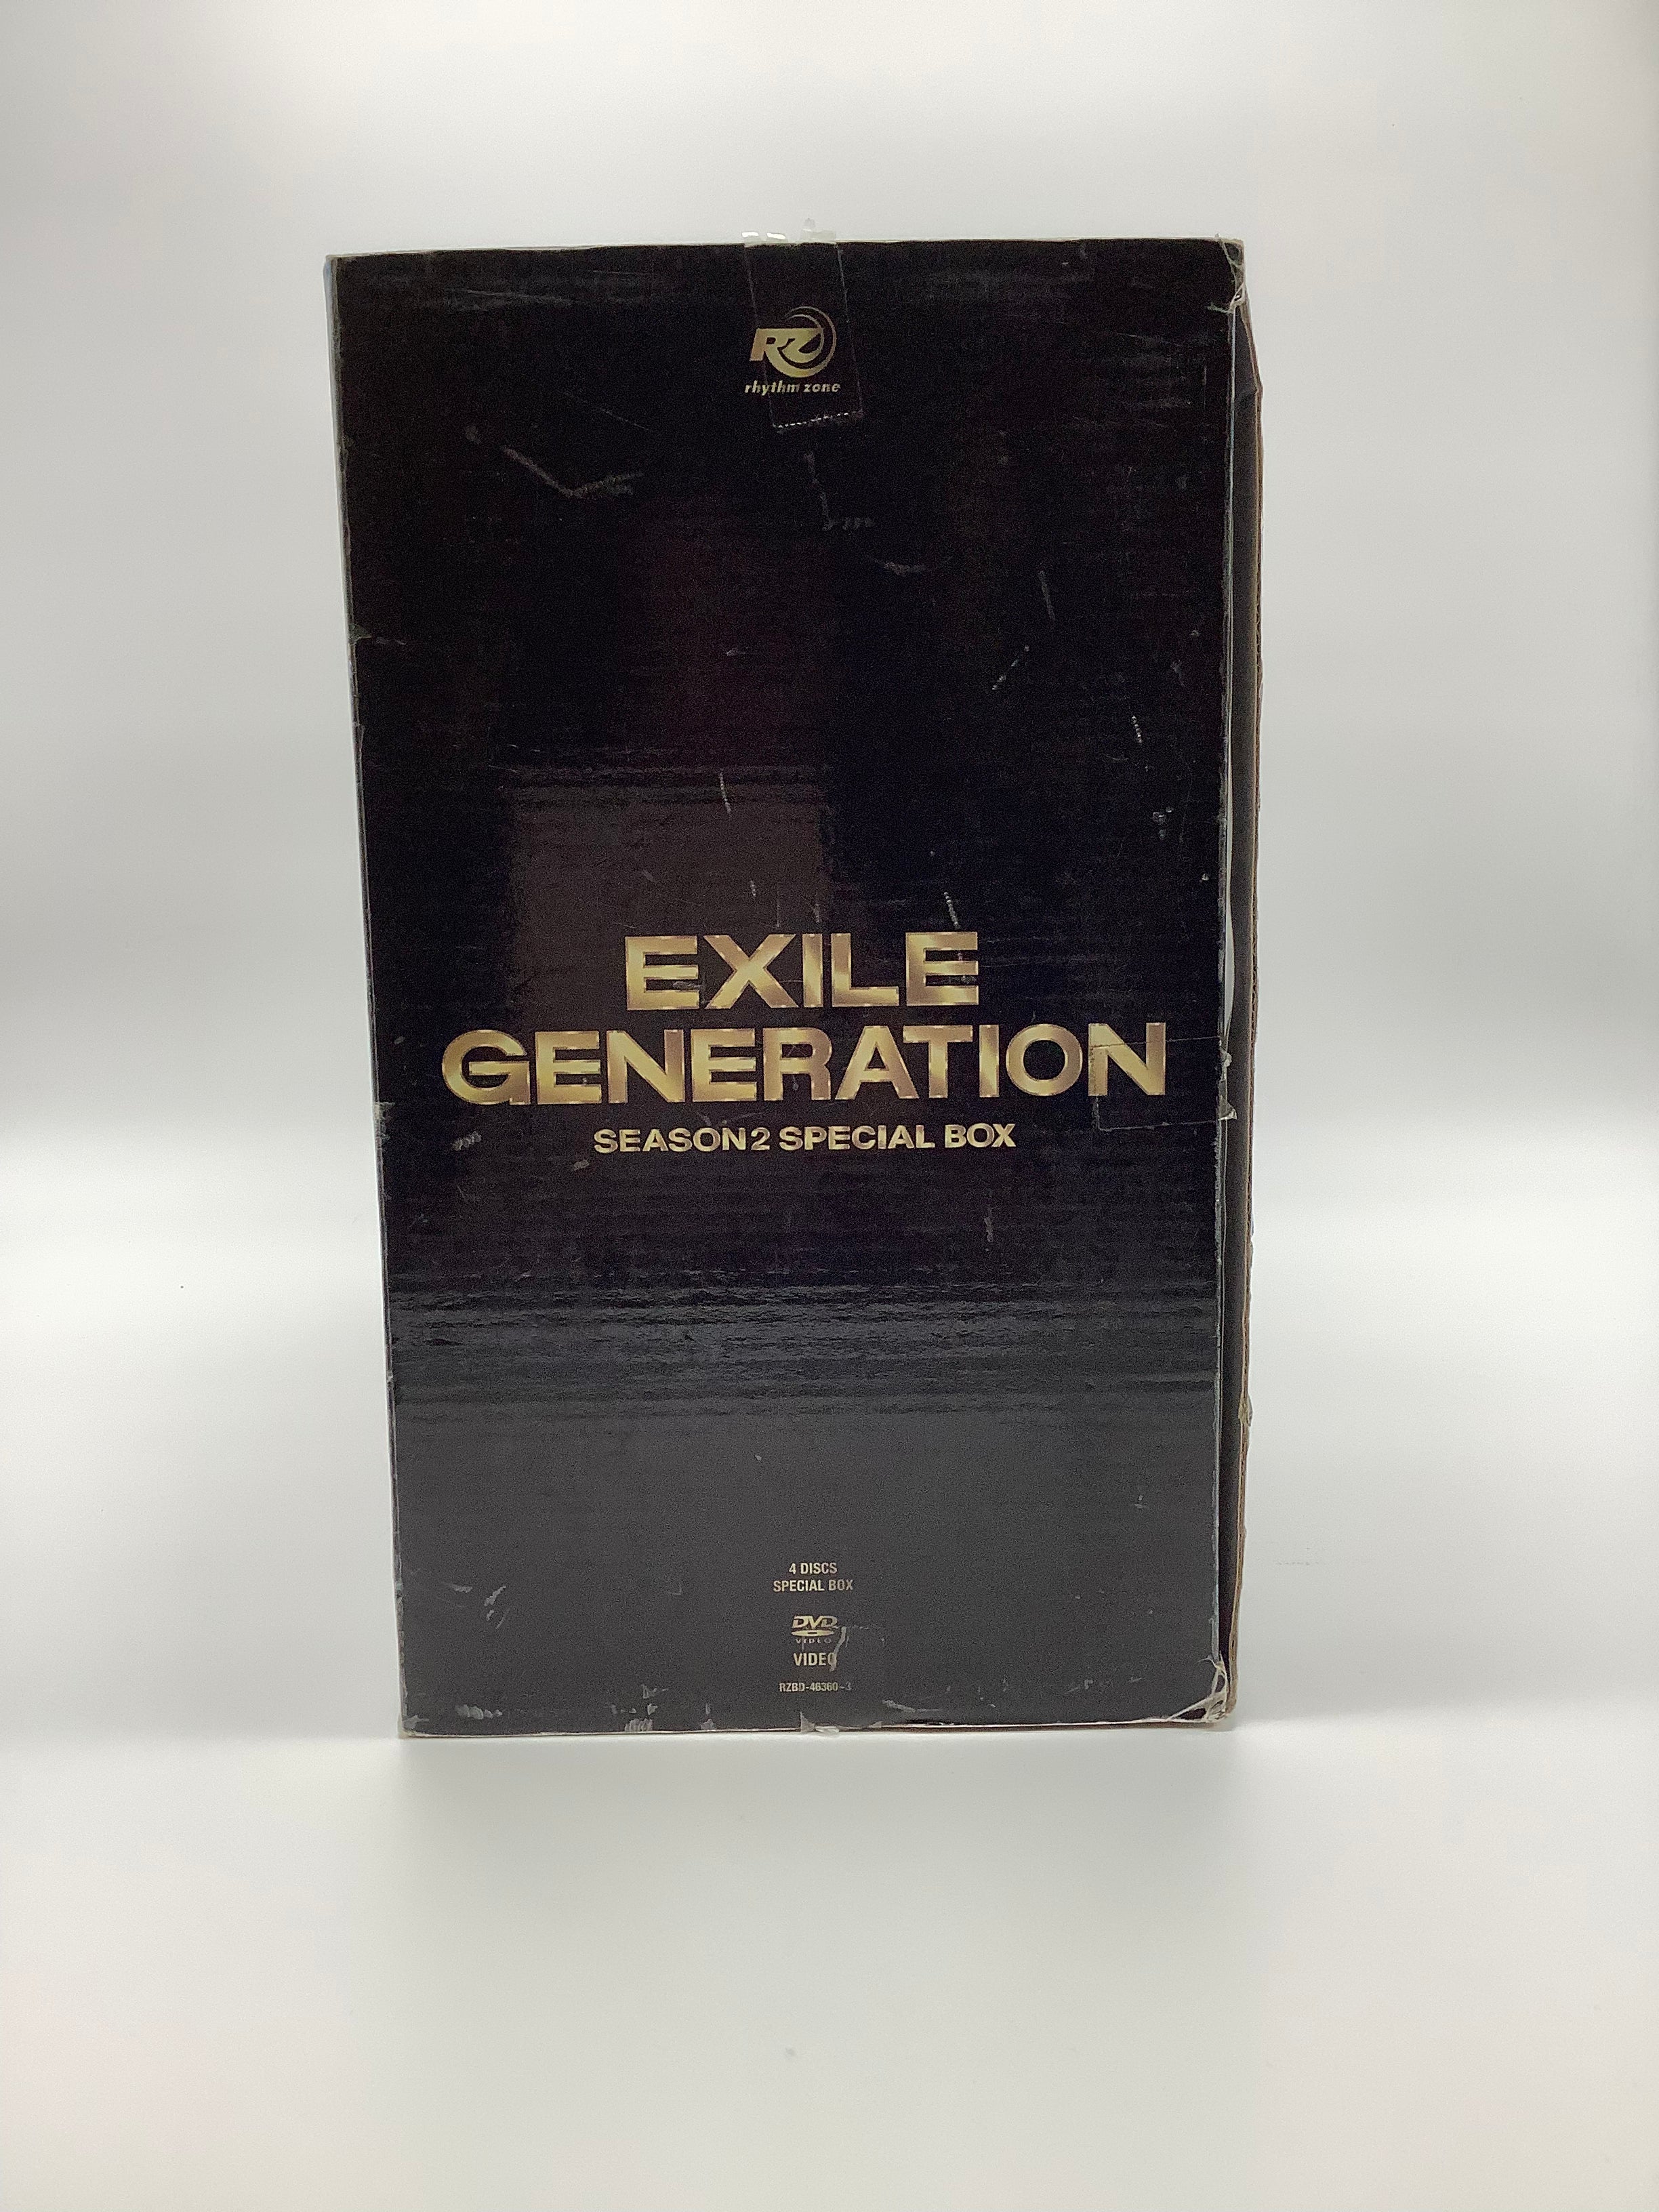 RZ
rhythm zone
EXILE
GENERATION
SEASON2 SPECIAL BOX
4 DISCS
SPECIAL BOX
DVD
VIDEO
VIDEO
RZBD-46360~3